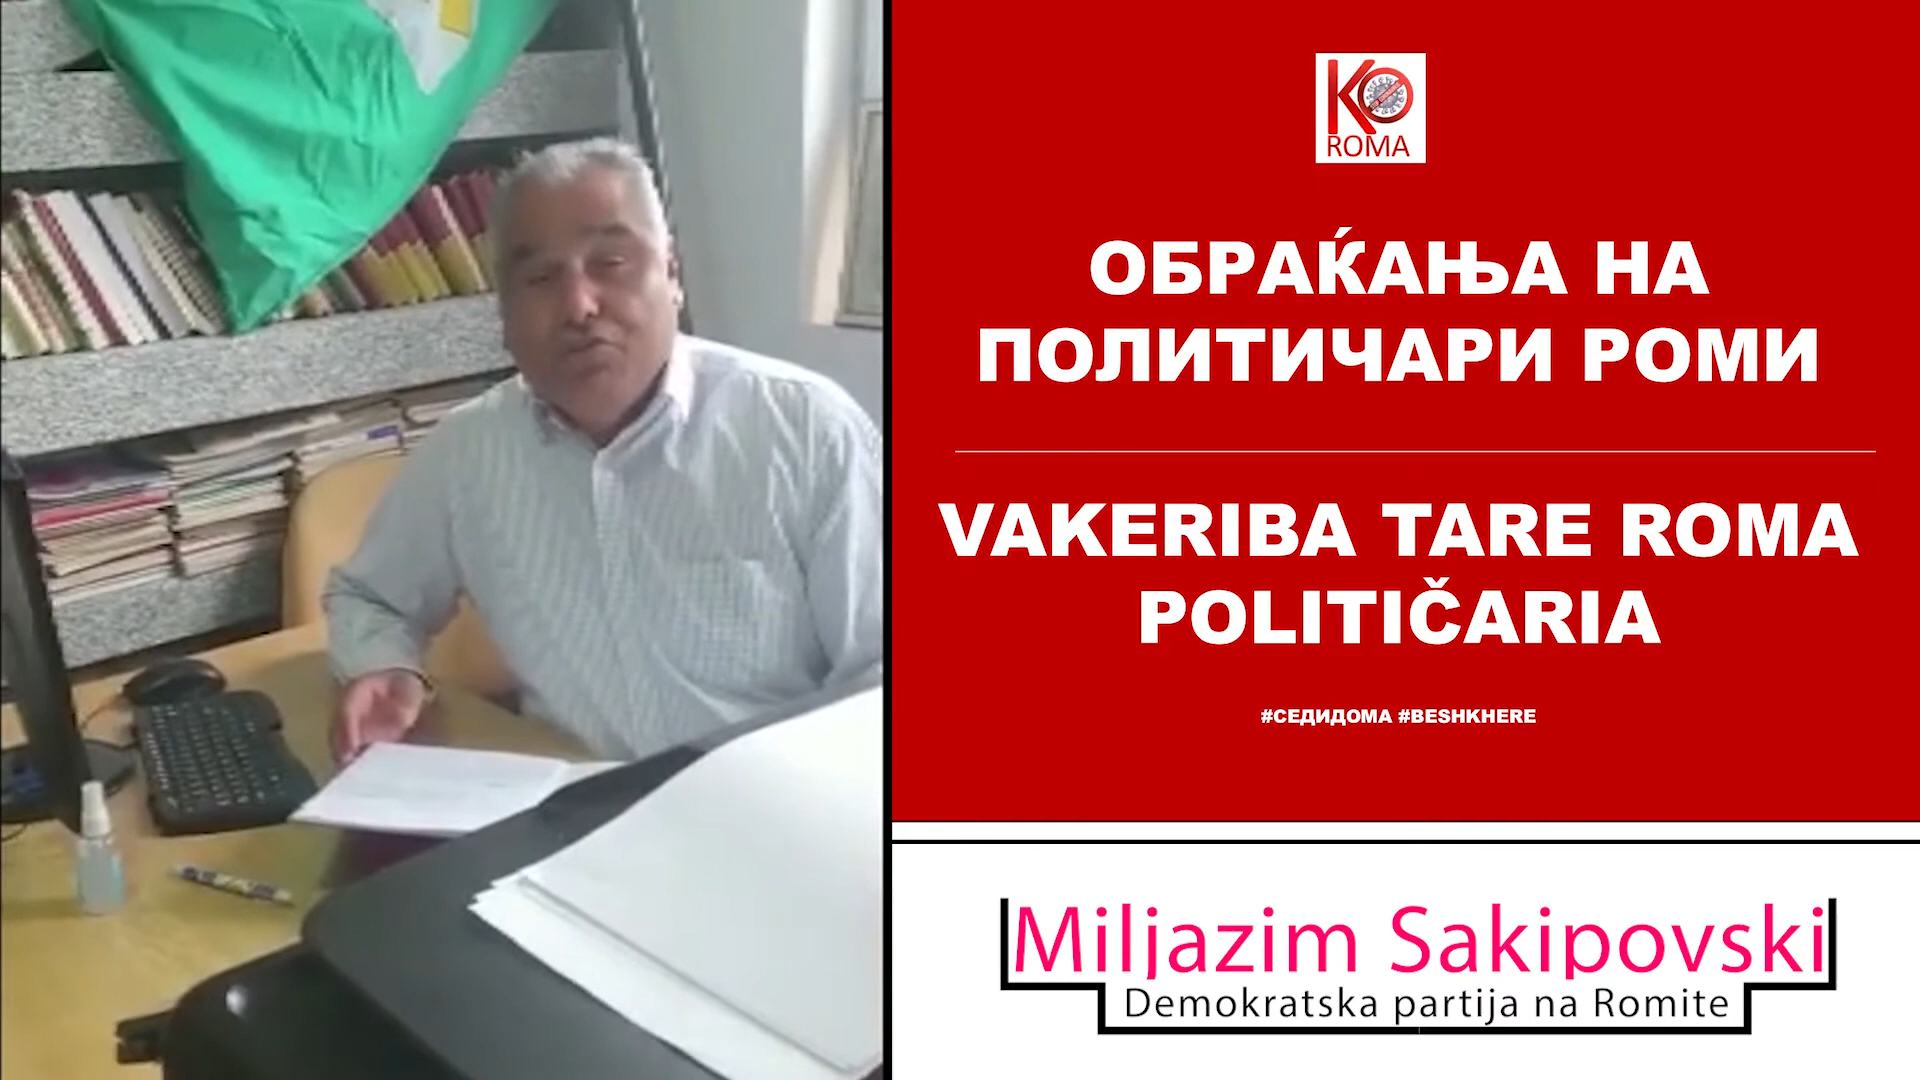 KO
ROMA
ОБРАЌАЊА НА
ПОЛИТИЧАРИ РОМИ
VAKERIBA TARE ROMA
POLITIČARIA
#СЕДИДОМА #BESHKHERE
Miljazim Sakipovski
Demokratska partija na Romite